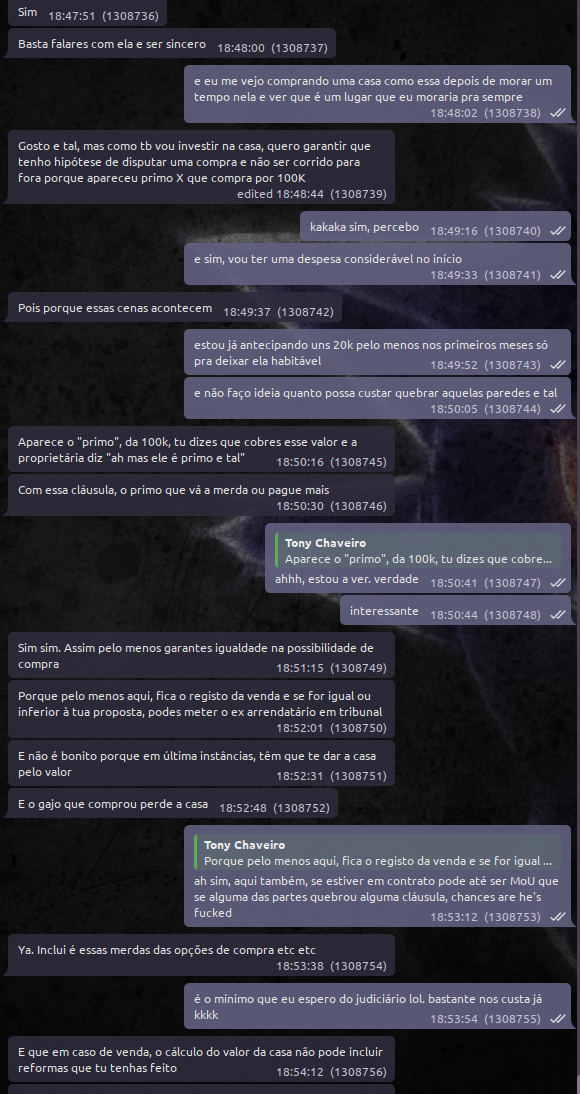 Sim 18:47:51 (1308736)
Basta falares com ela e ser sincero 18:48:00 (1308737)
e eu me vejo comprando uma casa como essa depois de morar um
tempo nela e ver que é um lugar que eu moraria pra sempre
18:48:02 (1308738)
Gosto e tal, mas como tb vou investir na casa, quero garantir que
tenho hipótese de disputar uma compra e não ser corrido para
fora porque apareceu primo X que compra por 100K
edited 18:48:44 (1308739)
kakaka sim, percebo 18:49:16 (1308740)
e sim, vou ter uma despesa considerável no início
18:49:33 (1308741)
Pois porque essas cenas acontecem 18:49:37 (1308742)
estou já antecipando uns 20k pelo menos nos primeiros meses só
pra deixar ela habitável 18:49:52 (1308743)
e não faço ideia quanto possa custar quebrar aquelas paredes e tal
18:50:05 (1308744)
Aparece o "primo", da 100k, tu dizes que cobres esse valor e a
proprietária diz "ah mas ele é primo e tal" 18:50:16 (1308745)
Com essa cláusula, o primo que vá a merda ou pague mais
18:50:30 (1308746)
Tony Chaveiro
Aparece o "primo", da 100k, tu dizes que cobre...
ahhh, estou a ver. verdade 18:50:41 (1308747)
interessante 18:50:44 (1308748)
Sim sim. Assim pelo menos garantes igualdade na possibilidade de
compra 18:51:15 (1308749)
Porque pelo menos aqui, fica o registo da venda e se for igual ou
inferior à tua proposta, podes meter o ex arrendatário em tribunal
18:52:01 (1308750)
E não é bonito porque em última instâncias, têm que te dar a casa
pelo valor 18:52:31 (1308751)
E o gajo que comprou perde a casa 18:52:48 (1308752)
Tony Chaveiro
Porque pelo menos aqui, fica o registo da venda e se for igual ...
ah sim, aqui também, se estiver em contrato pode até ser MoU que
se alguma das partes quebrou alguma cláusula, chances are he's
fucked 18:53:12 (1308753)
Ya. Inclui é essas merdas das opções de compra etc etc
18:53:38 (1308754)
é o mínimo que eu espero do judiciário lol. bastante nos custa já
kkkk 18:53:54 (1308755)
E que em caso de venda, o cálculo do valor da casa não pode incluir
reformas que tu tenhas feito 18:54:12 (1308756)